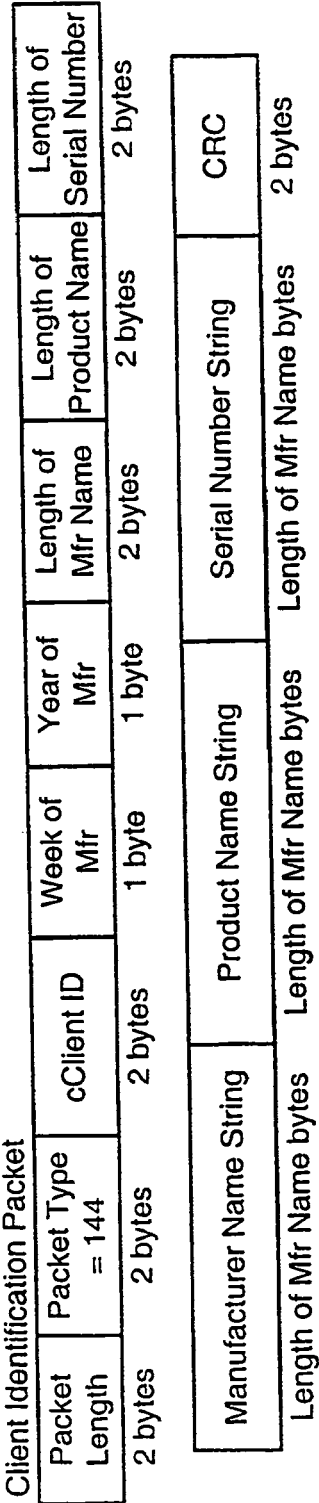 Client Identification Packet
Packet Length
Packet Type = 144
cClient ID
Week of Mfr
Year of Mfr
Length of Mfr Name
Length of Product Name
Length of Serial Number
2 bytes
2 bytes
2 bytes
1 byte
1 byte
2 bytes
2 bytes
2 bytes
Manufacturer Name String
Product Name String
Serial Number String
CRC
Length of Mfr Name bytes
Length of Mfr Name bytes
Length of Mfr Name bytes
2 bytes